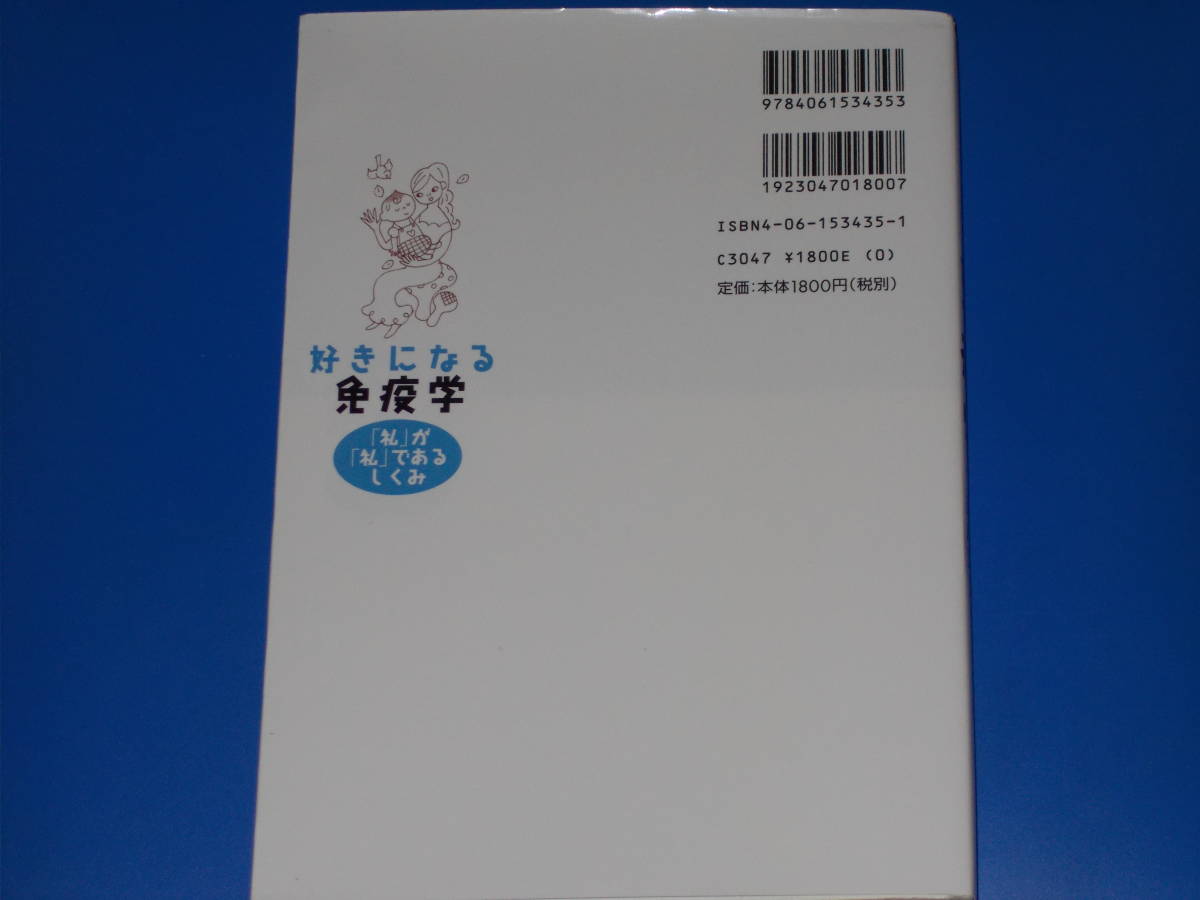 9784061534353
1923047018007
ISBN4-06-153435-1
C3047 ¥1800E (0)
定価：本体1800円（税別）
好きになる
免疫学
「私」が
「私」である
しくみ